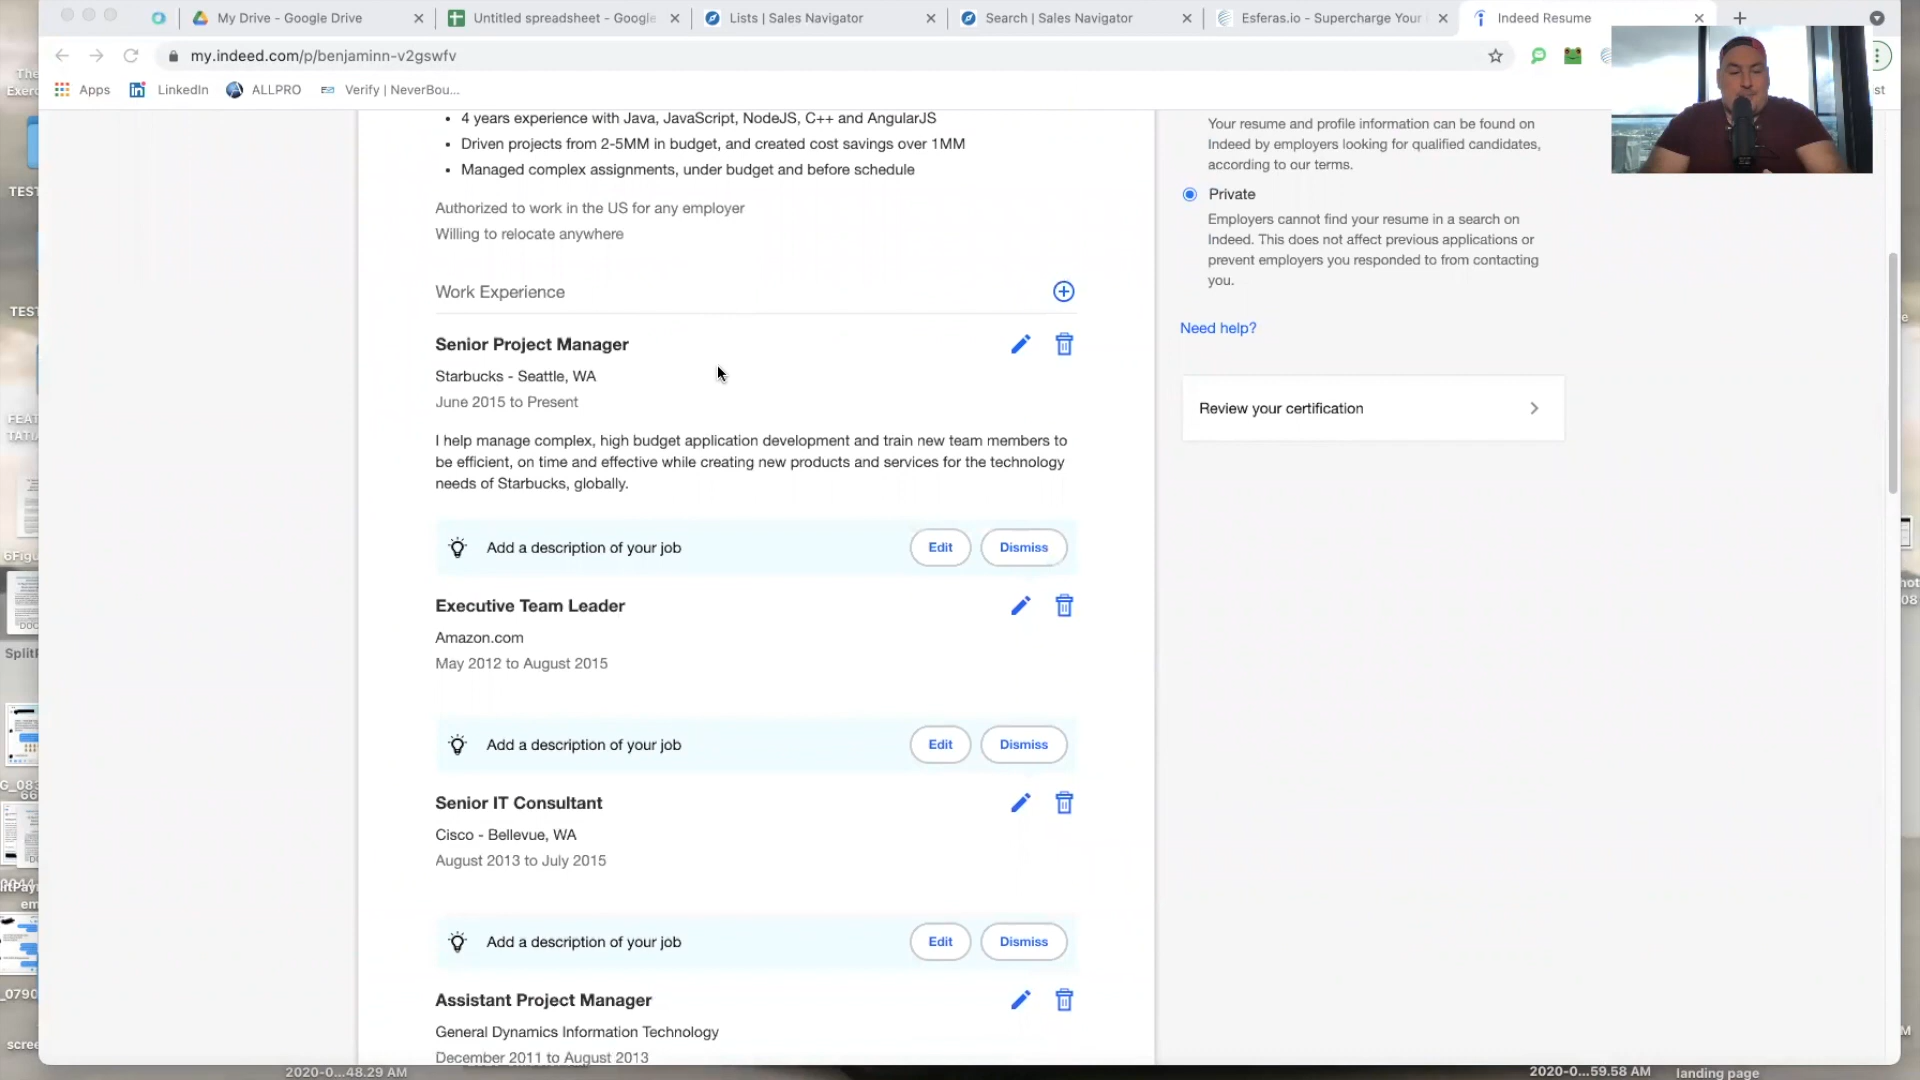 My Drive - Google Drive
Untitled spreadsheet - Google
Lists | Sales Navigator
Search | Sales Navigator
Esferas.io - Supercharge Your
Indeed Resume
my.indeed.com/p/benjaminn-v2gswfv
Apps
LinkedIn
ALLPRO
Verify | NeverBou...
4 years experience with Java, JavaScript, NodeJS, C++ and AngularJS
Driven projects from 2-5MM in budget, and created cost savings over 1MM
Managed complex assignments, under budget and before schedule
Authorized to work in the US for any employer
Willing to relocate anywhere
Work Experience
Senior Project Manager
Starbucks - Seattle, WA
June 2015 to Present
I help manage complex, high budget application development and train new team members to
be efficient, on time and effective while creating new products and services for the technology
needs of Starbucks, globally.
Add a description of your job
Edit
Dismiss
Executive Team Leader
Amazon.com
May 2012 to August 2015
Add a description of your job
Edit
Dismiss
Senior IT Consultant
Cisco - Bellevue, WA
August 2013 to July 2015
Add a description of your job
Edit
Dismiss
Assistant Project Manager
General Dynamics Information Technology
December 2011 to August 2013
Your resume and profile information can be found on
Indeed by employers looking for qualified candidates,
according to our terms.
Private
Employers cannot find your resume in a search on
Indeed. This does not affect previous applications or
prevent employers you responded to from contacting
you.
Need help?
Review your certification
TEST
TEST
FEAT
TATIA
6Figu
SplitP
2020-0...48.29 AM
2020-0...59.58 AM
landing page